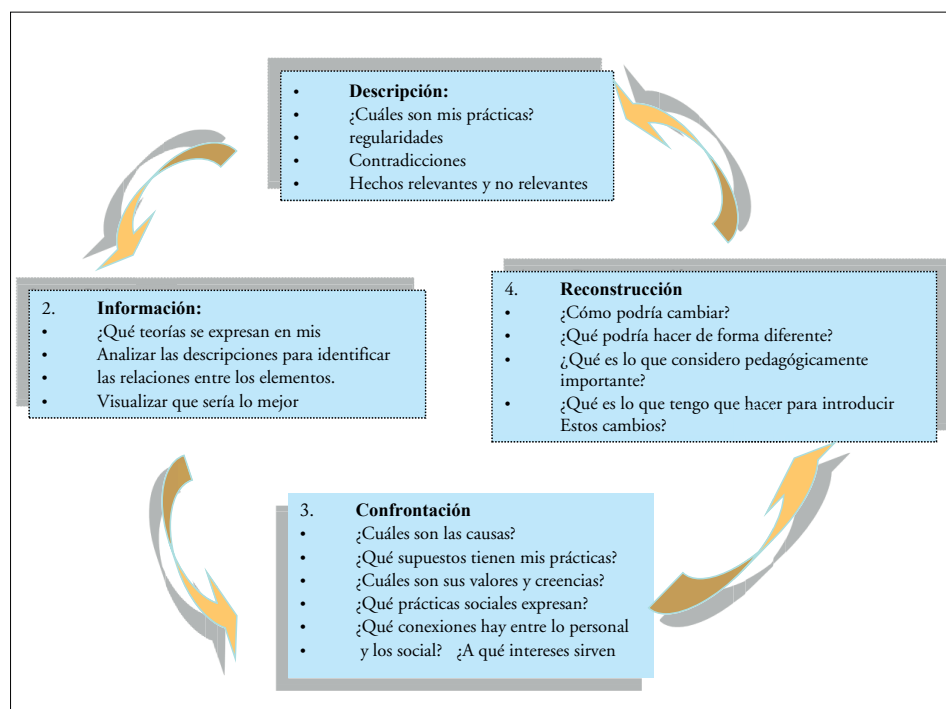 • Descripción:
• ¿Cuáles son mis prácticas?
• regularidades
• Contradicciones
• Hechos relevantes y no relevantes
2. Información:
• ¿Qué teorías se expresan en mis
• Analizar las descripciones para identificar
• las relaciones entre los elementos.
• Visualizar que sería lo mejor
3. Confrontación
• ¿Cuáles son las causas?
• ¿Qué supuestos tienen mis prácticas?
• ¿Cuáles son sus valores y creencias?
• ¿Qué prácticas sociales expresan?
• ¿Qué conexiones hay entre lo personal
• y los social? ¿A qué intereses sirven
4. Reconstrucción
• ¿Cómo podría cambiar?
• ¿Qué podría hacer de forma diferente?
• ¿Qué es lo que considero pedagógicamente
importante?
• ¿Qué es lo que tengo que hacer para introducir
Estos cambios?